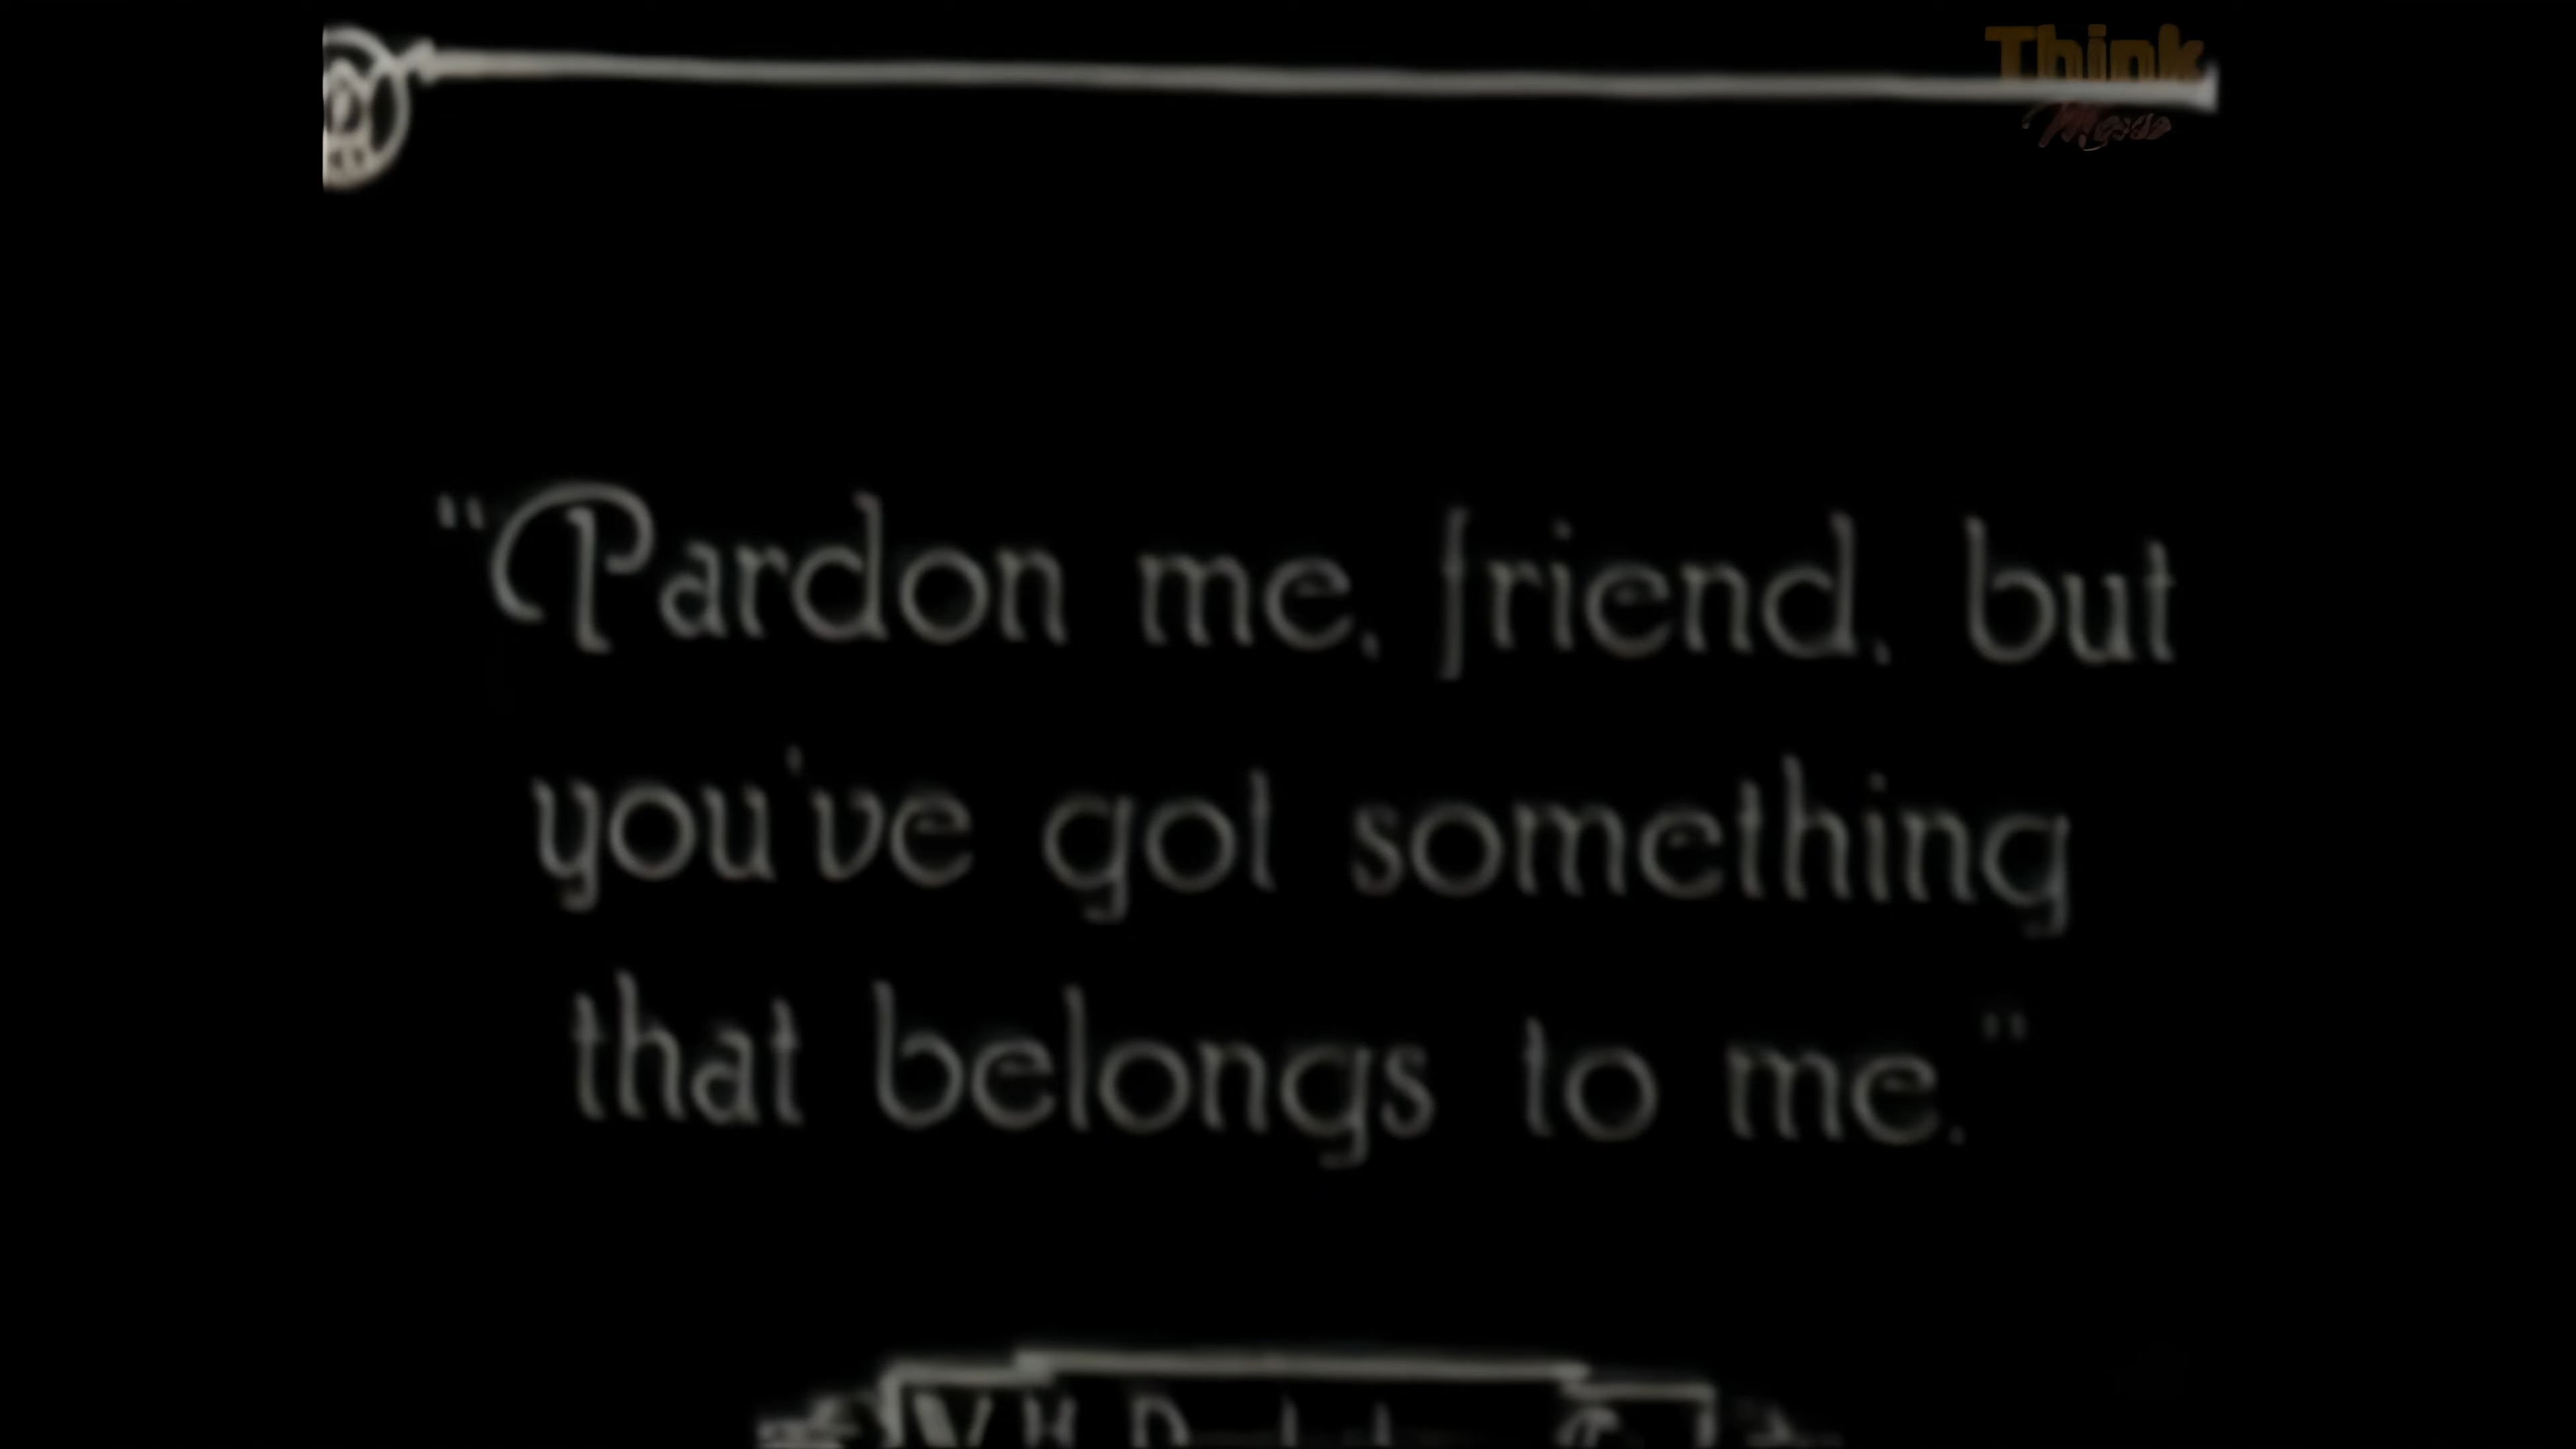 Think
"Pardon me, friend, but
you've got something
that belongs to me."